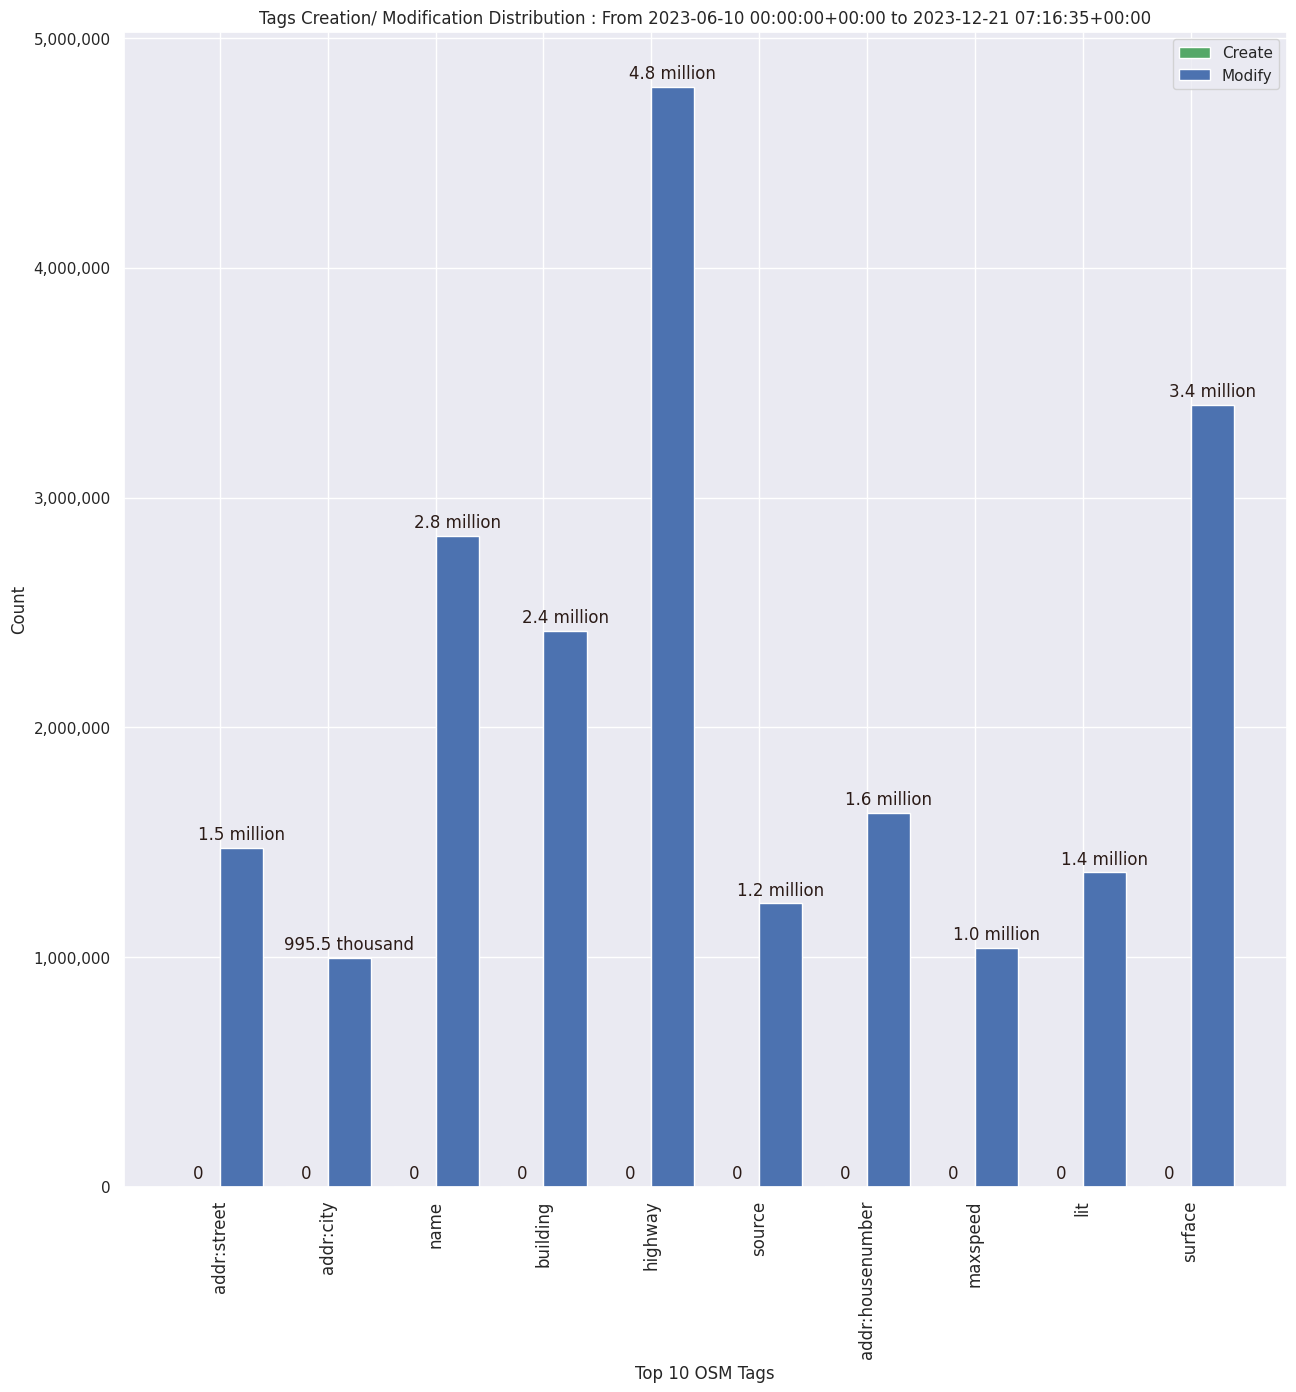 Tags Creation/ Modification Distribution : From 2023-06-10 00:00:00+00:00 to 2023-12-21 07:16:35+00:00
Create
Modify
5,000,000
4,000,000
3,000,000
2,000,000
1,000,000
0
Count
1.5 million
995.5 thousand
2.8 million
2.4 million
4.8 million
1.2 million
1.6 million
1.0 million
1.4 million
3.4 million
0
0
0
0
0
0
0
0
0
0
addr:street
addr:city
name
building
highway
source
addr:housenumber
maxspeed
lit
surface
Top 10 OSM Tags